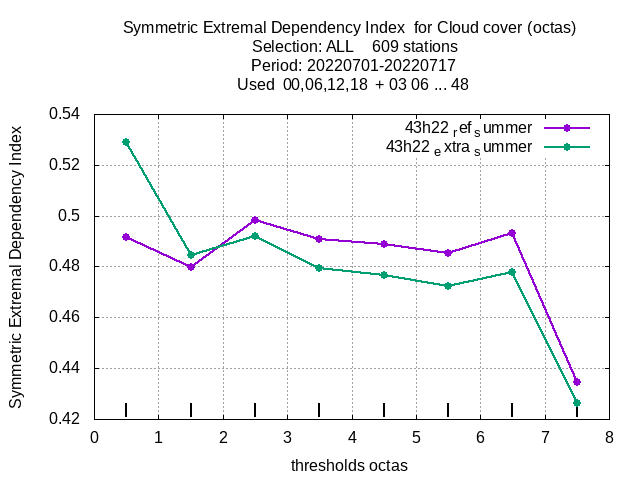 Symmetric Extremal Dependency Index  for Cloud cover (octas)
Selection: ALL    609 stations
Period: 20220701-20220717
Used  00,06,12,18  + 03 06 ... 48
43h22 ref summer
43h22 extra summer
Symmetric Extremal Dependency Index
0.54
0.52
0.5
0.48
0.46
0.44
0.42
0 1 2 3 4 5 6 7 8
thresholds octas